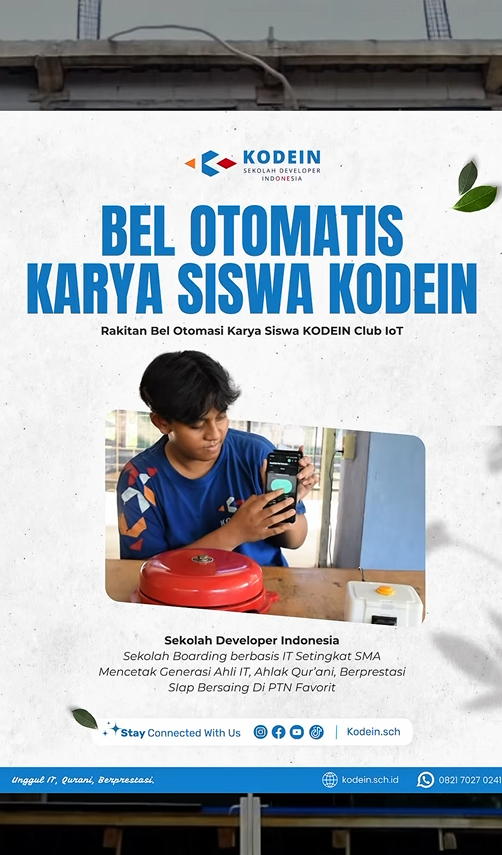 KODEIN
SEKOLAH DEVELOPER
INDONESIA
BEL OTOMATIS
KARYA SISWA KODEIN
Rakitan Bel Otomasi Karya Siswa KODEIN Club IoT
Sekolah Developer Indonesia
Sekolah Boarding berbasis IT Setingkat SMA
Mencetak Generasi Ahli IT, Ahlak Qur'ani, Berprestasi
SIap Bersaing Di PTN Favorit
Stay Connected With Us
Kodein.sch
Unggul IT, Qurani, Berprestasi.
kodein.sch.id
0821 7027 0241